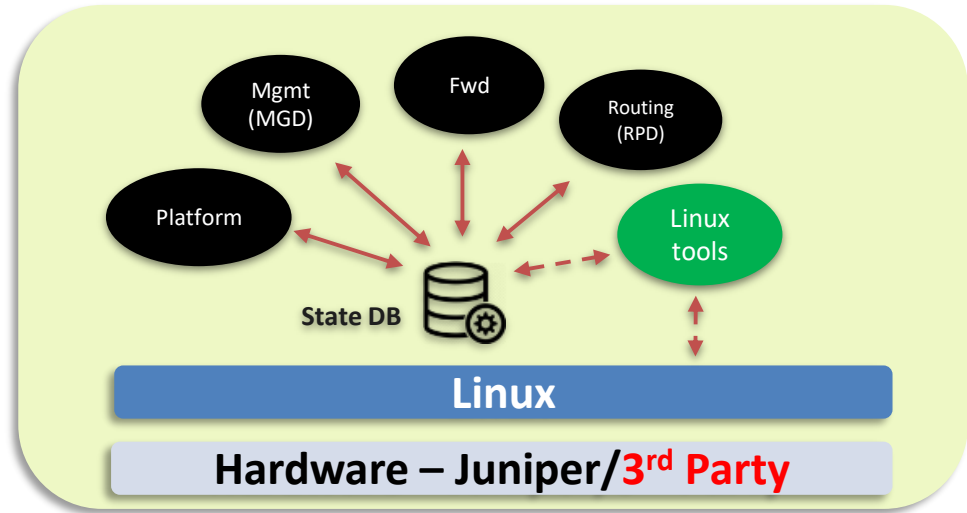 Fwd
Mgmt
(MGD)
Routing
(RPD)
Platform
Linux
tools
State DB
Linux
Hardware – Juniper/3rd Party